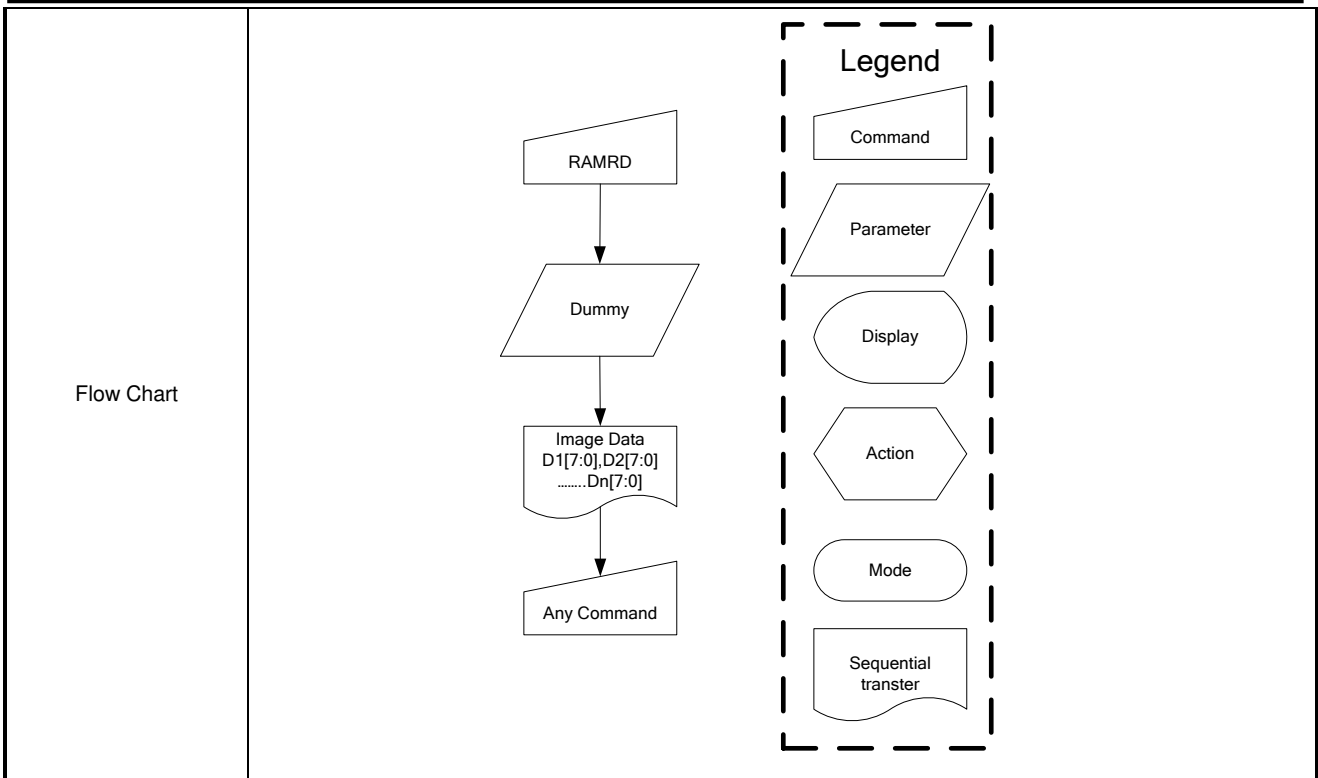 Flow Chart
RAMRD
Dummy
Image Data
D1[7:0],D2[7:0]
........Dn[7:0]
Any Command
Legend
Command
Parameter
Display
Action
Mode
Sequential
transter